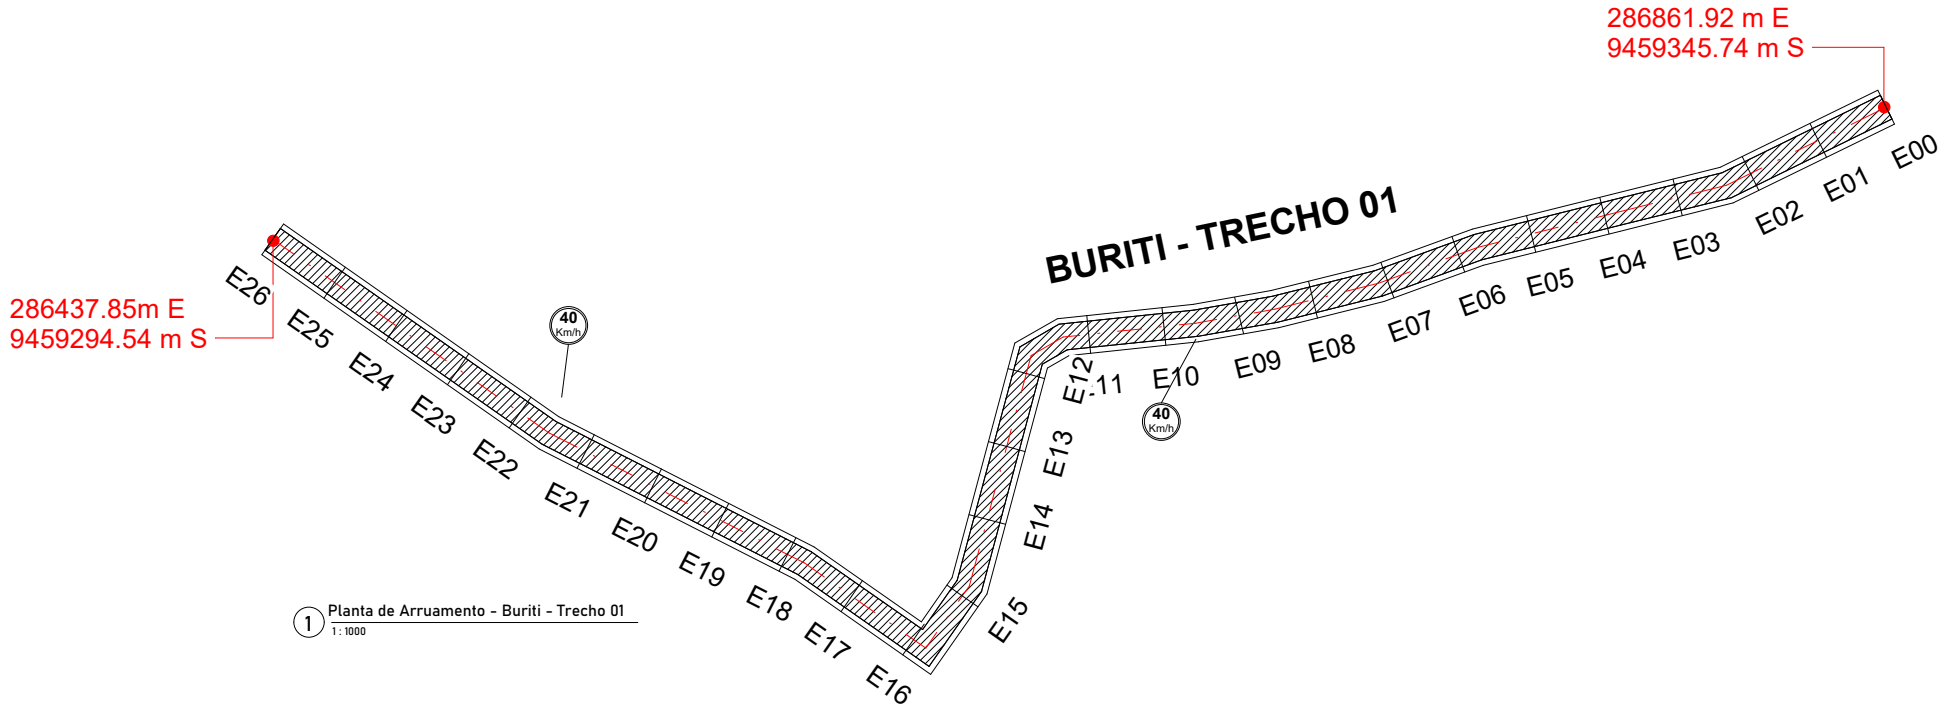 286861.92 m E
9459345.74 m S
BURITI - TRECHO 01
E00
E01
E02
E03
E04
E05
E06
E07
E08
E09
E10
E11
E12
E13
E14
E15
E16
E17
E18
E19
E20
E21
E22
E23
E24
E25
E26
286437.85m E
9459294.54 m S
40
Km/h
40
Km/h
1
Planta de Arruamento - Buriti - Trecho 01
1 : 1000